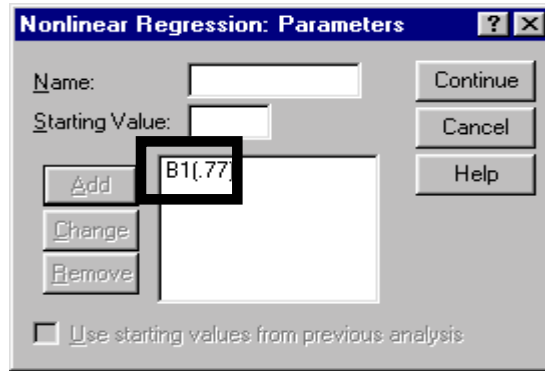 Nonlinear Regression: Parameters
Name:
Continue
Starting Value:
Cancel
Add
B1(.77)
Help
Change
Remove
Use starting values from previous analysis